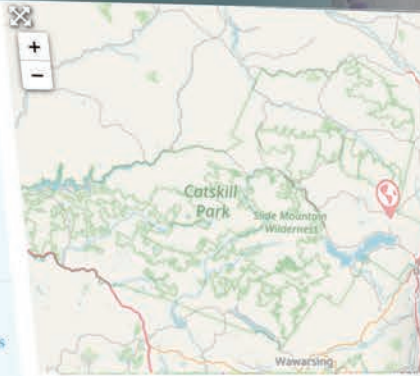 +
−
Catskill
Park
Slide Mountain
Wilderness
Wawarsing
s